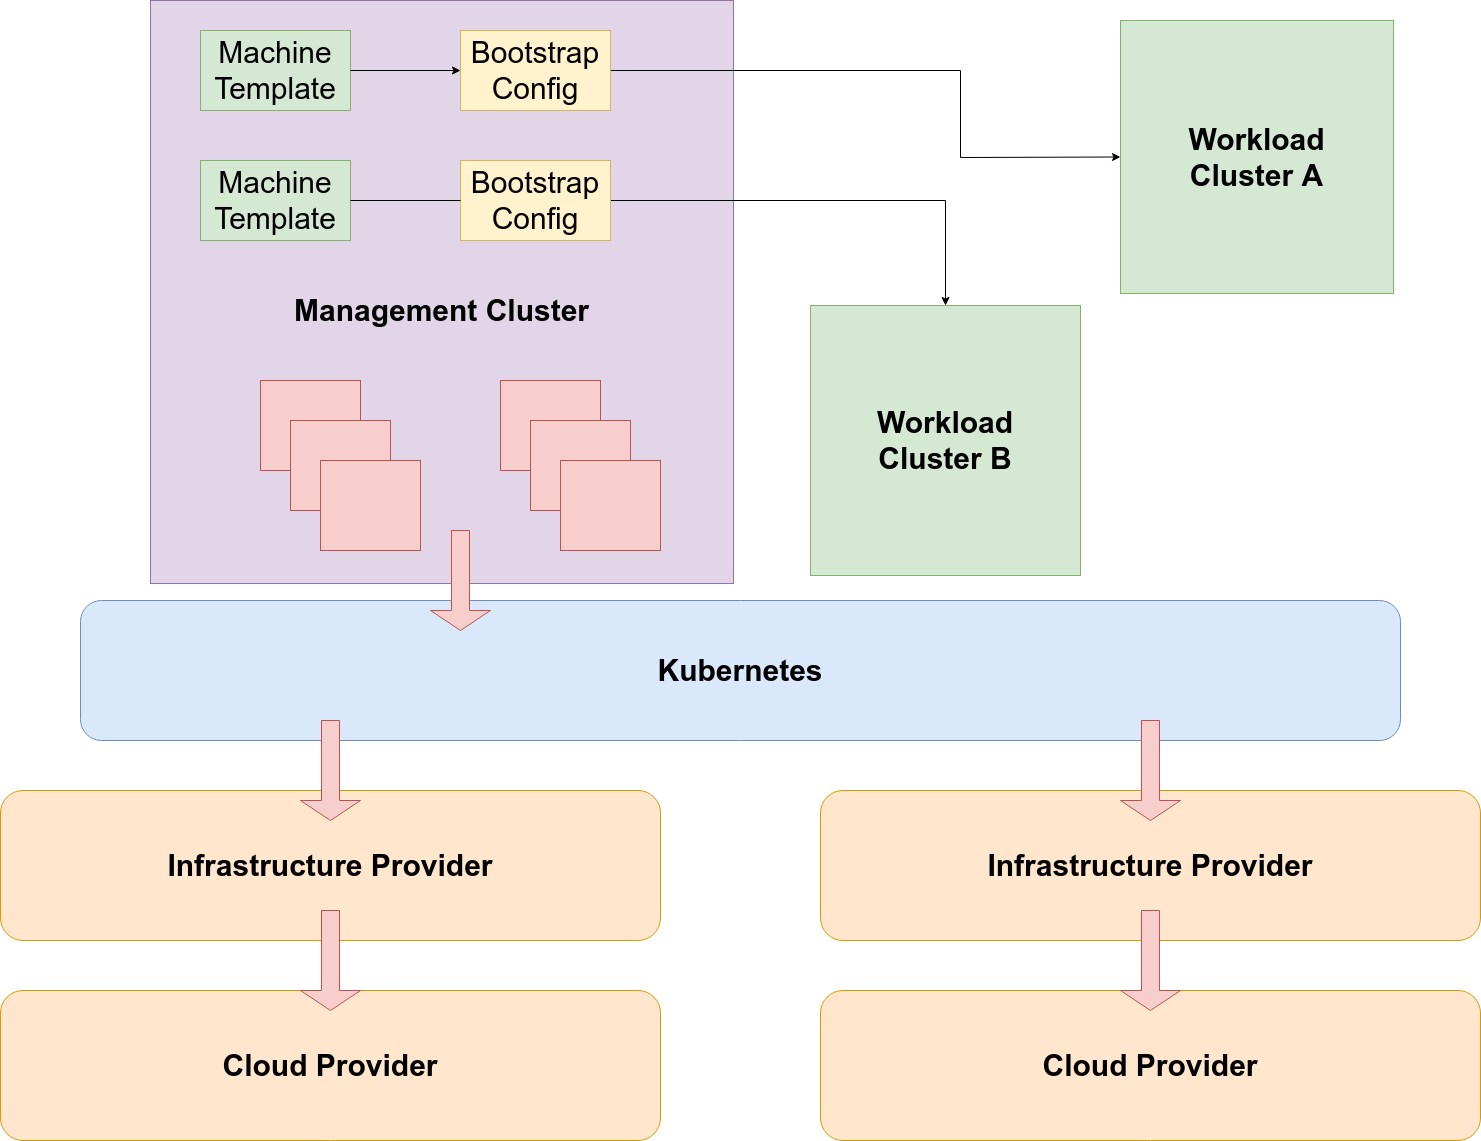 Machine
Template
Bootstrap
Config
Machine
Template
Bootstrap
Config
Management Cluster
Workload
Cluster A
Workload
Cluster B
Kubernetes
Infrastructure Provider
Infrastructure Provider
Cloud Provider
Cloud Provider